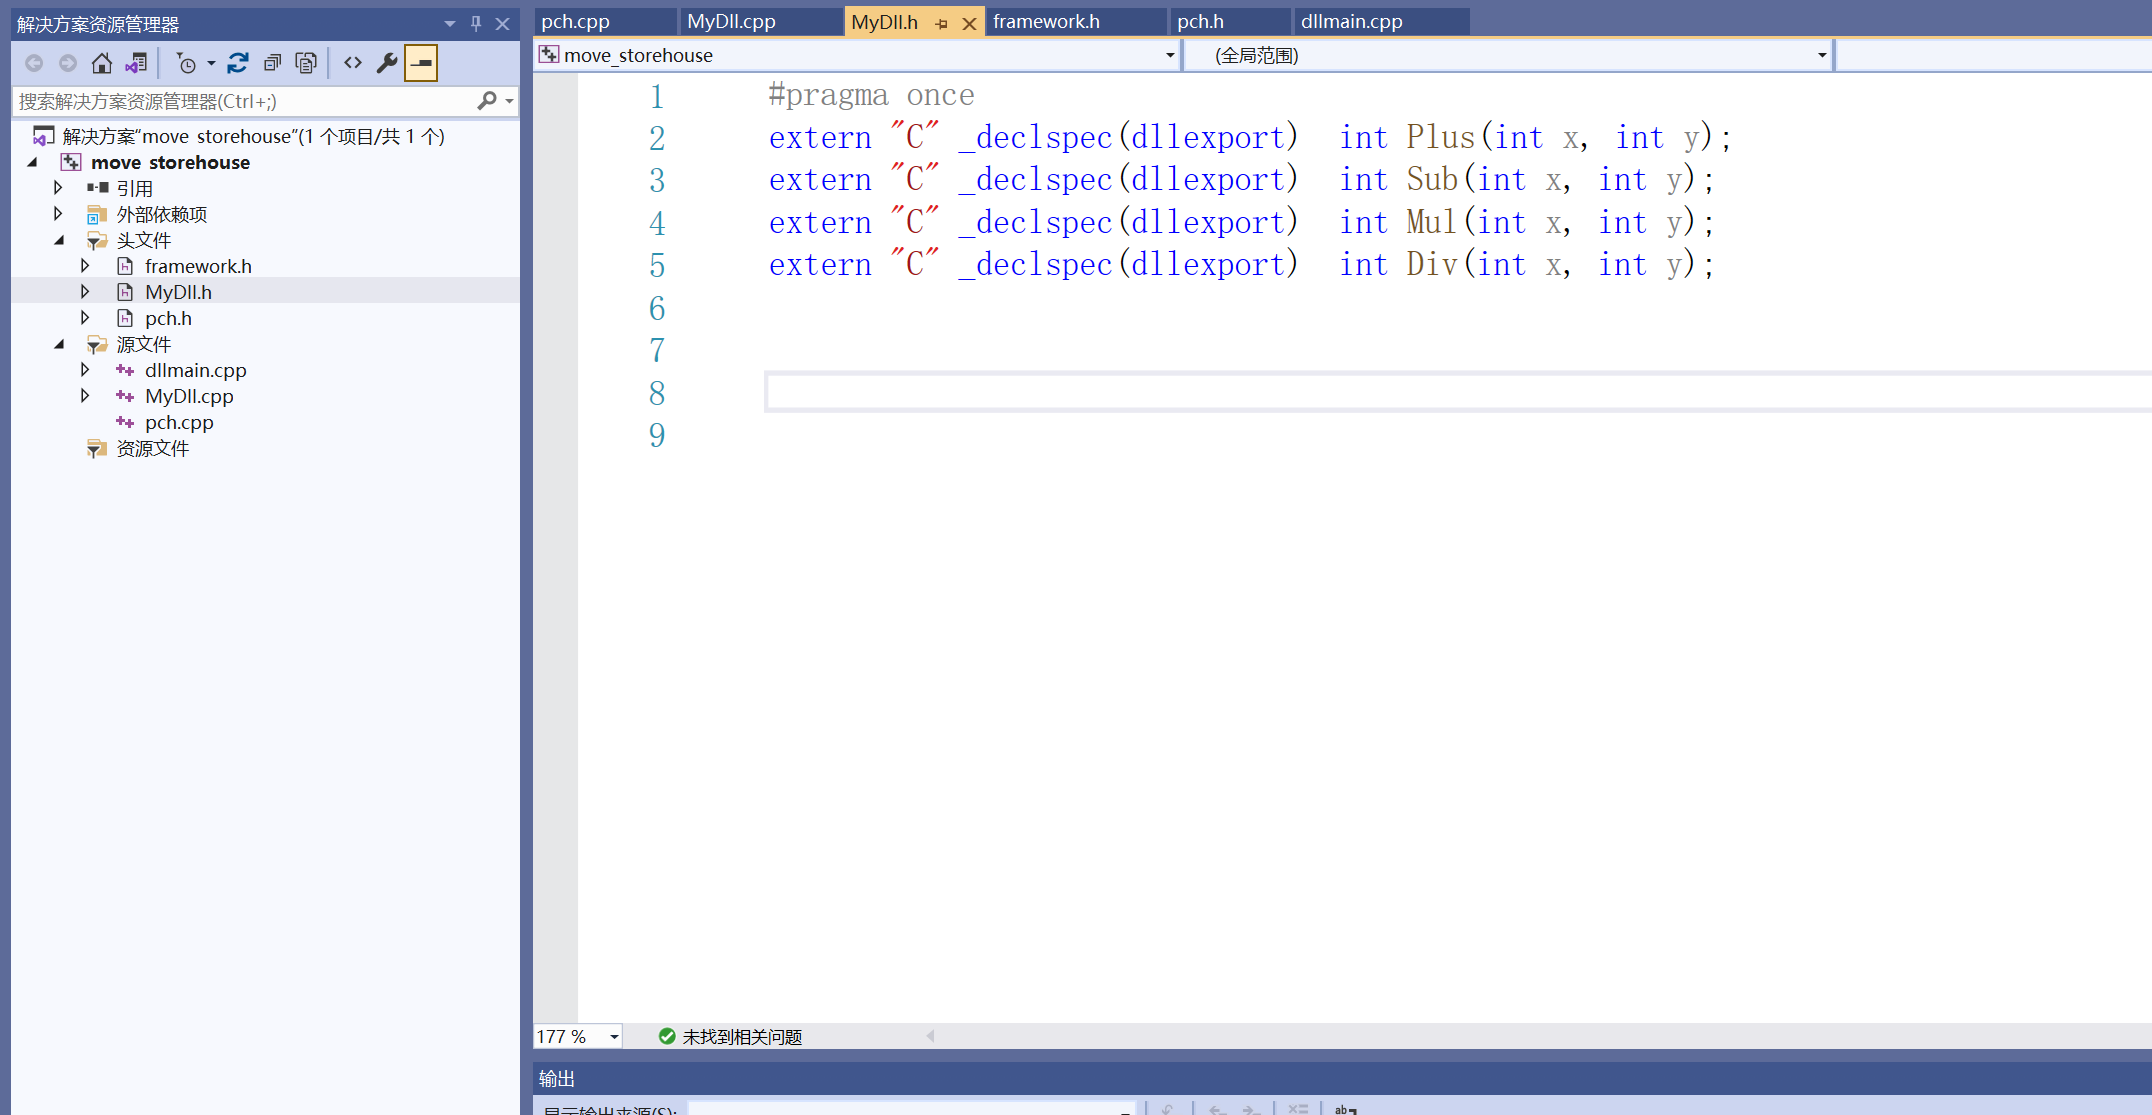 解决方案资源管理器
搜索解决方案资源管理器(Ctrl+;)
解决方案“move storehouse”(1 个项目/共 1 个)
move storehouse
引用
外部依赖项
头文件
framework.h
MyDll.h
pch.h
源文件
dllmain.cpp
MyDll.cpp
pch.cpp
资源文件
pch.cpp MyDll.cpp MyDll.h framework.h pch.h dllmain.cpp
move_storehouse (全局范围)
1 #pragma once
2 extern "C" _declspec(dllexport)  int Plus(int x, int y);
3 extern "C" _declspec(dllexport)  int Sub(int x, int y);
4 extern "C" _declspec(dllexport)  int Mul(int x, int y);
5 extern "C" _declspec(dllexport)  int Div(int x, int y);
6
7
8
9
177 % 未找到相关问题
输出
显示输出来源(S):